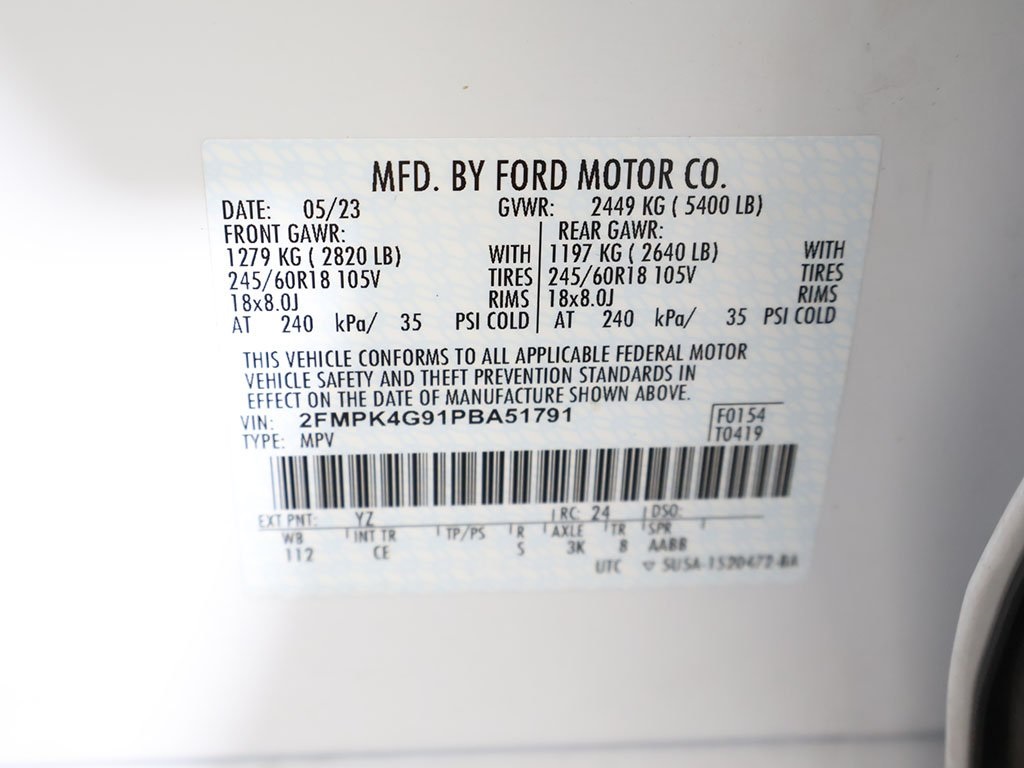 MFD. BY FORD MOTOR CO.
DATE: 05/23 GVWR: 2449 KG ( 5400 LB)
FRONT GAWR: REAR GAWR:
1279 KG ( 2820 LB) WITH 1197 KG ( 2640 LB) WITH
245/60R18 105V TIRES 245/60R18 105V TIRES
18x8.0J RIMS 18x8.0J RIMS
AT 240 kPa/ 35 PSI COLD AT 240 kPa/ 35 PSI COLD
THIS VEHICLE CONFORMS TO ALL APPLICABLE FEDERAL MOTOR
VEHICLE SAFETY AND THEFT PREVENTION STANDARDS IN
EFFECT ON THE DATE OF MANUFACTURE SHOWN ABOVE.
VIN: 2FMPK4G91PBA51791 F0154
TYPE: MPV T0419
EXT PNT: YZ RC: 24 DSO:
WB INT TR TP/PS R AXLE TR SPR
112 CE S 3K 8 AABB
UTC ▽ SU5A-1520472-BA